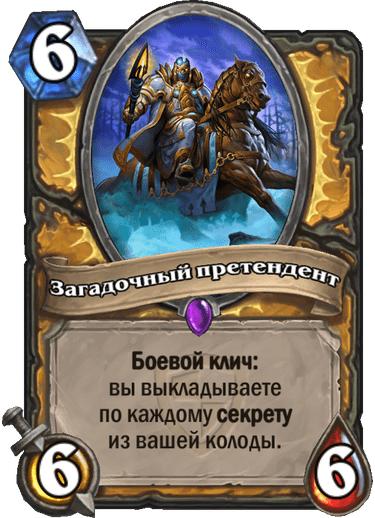 6
Загадочный претендент
Боевой клич:
вы выкладываете
по каждому секрету
из вашей колоды.
6
6